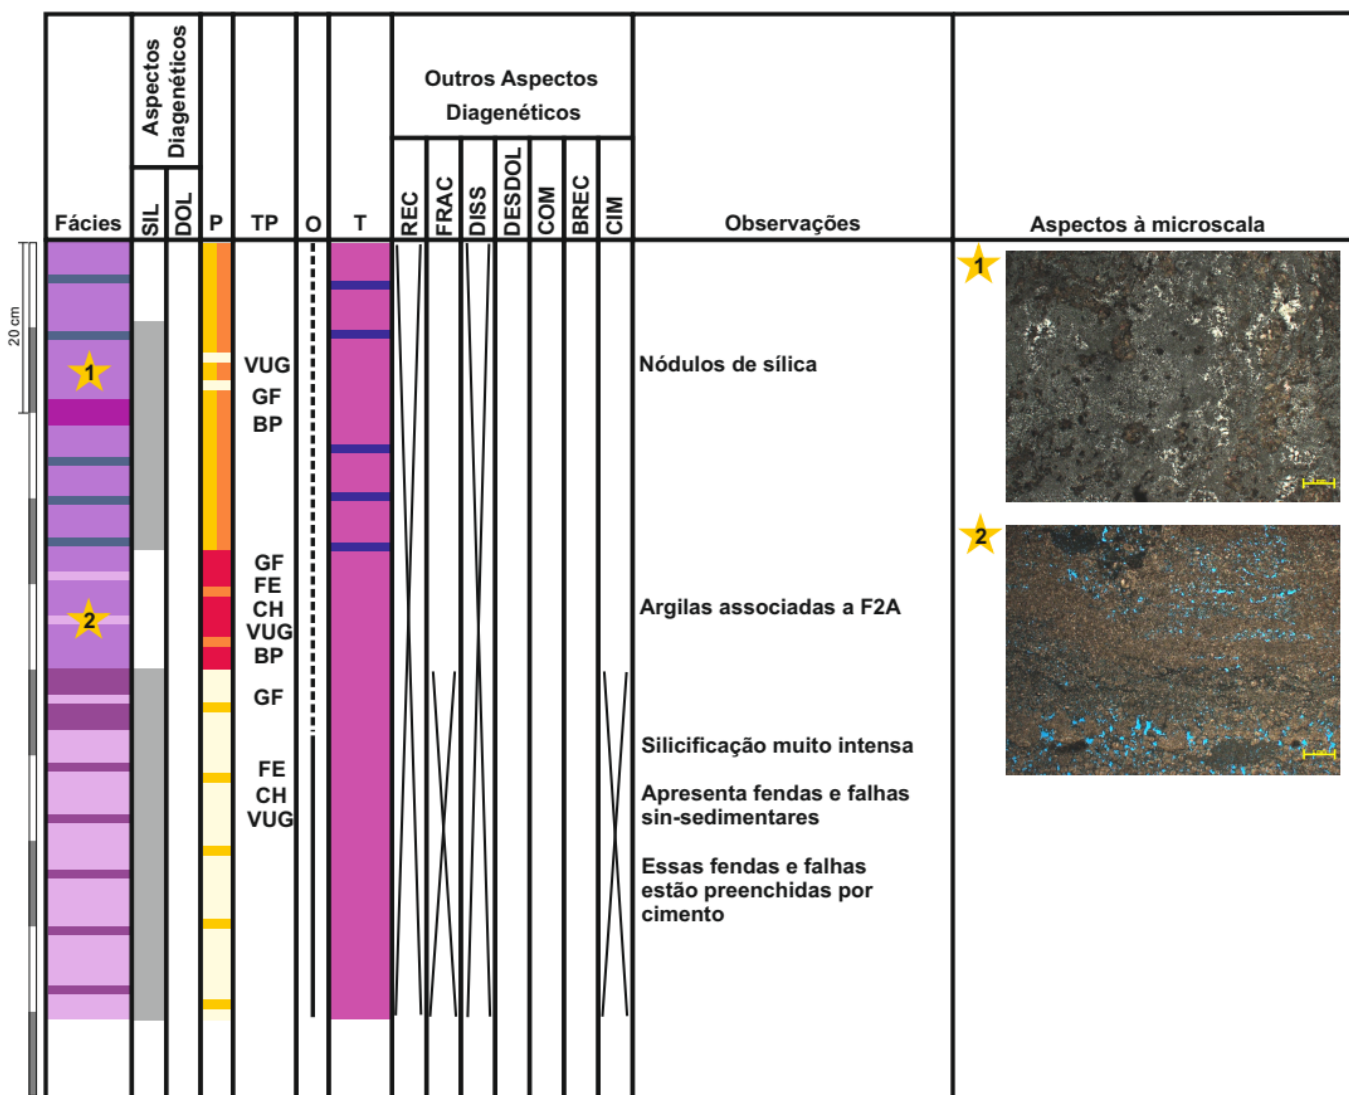 Aspectos
Diagenéticos
Outros Aspectos
Diagenéticos
Fácies
SIL
DOL
P
TP
O
T
REC
FRAC
DISS
DESDOL
COM
BREC
CIM
Observações
Aspectos à microscala
20 cm
1
VUG
GF
BP
Nódulos de sílica
1
2
GF
FE
CH
VUG
BP
Argilas associadas a F2A
2
GF
FE
CH
VUG
Silicificação muito intensa
Apresenta fendas e falhas
sin-sedimentares
Essas fendas e falhas
estão preenchidas por
cimento